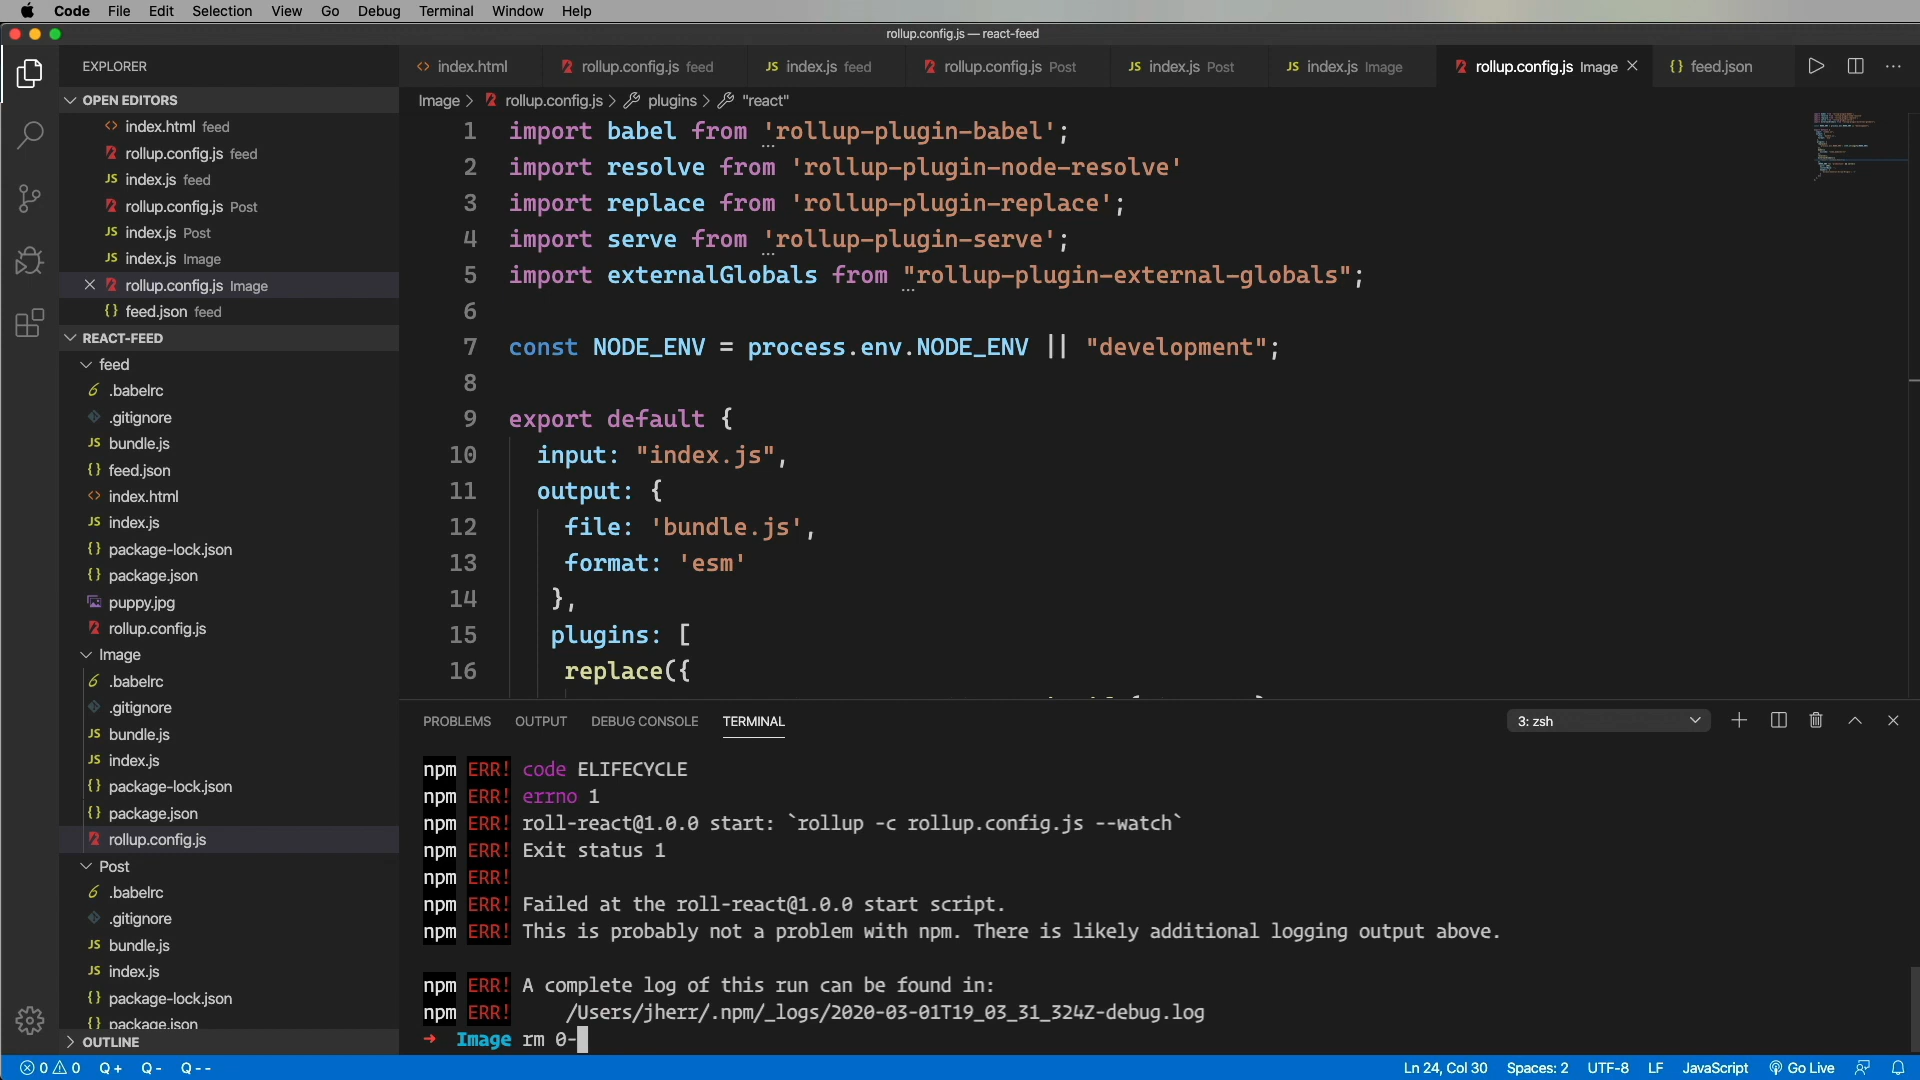 Code File Edit Selection View Go Debug Terminal Window Help
rollup.config.js — react-feed
EXPLORER
OPEN EDITORS
index.html feed
rollup.config.js feed
index.js feed
rollup.config.js Post
index.js Post
index.js Image
rollup.config.js Image
feed.json feed
REACT-FEED
feed
.babelrc
.gitignore
bundle.js
feed.json
index.html
index.js
package-lock.json
package.json
puppy.jpg
rollup.config.js
Image
.babelrc
.gitignore
bundle.js
index.js
package-lock.json
package.json
rollup.config.js
Post
.babelrc
.gitignore
bundle.js
index.js
package-lock.json
package.json
OUTLINE
index.html rollup.config.js feed index.js feed rollup.config.js Post index.js Post index.js Image rollup.config.js Image feed.json
Image > rollup.config.js > plugins > "react"
1 import babel from 'rollup-plugin-babel';
2 import resolve from 'rollup-plugin-node-resolve'
3 import replace from 'rollup-plugin-replace';
4 import serve from 'rollup-plugin-serve';
5 import externalGlobals from "rollup-plugin-external-globals";
6
7 const NODE_ENV = process.env.NODE_ENV || "development";
8
9 export default {
10 input: "index.js",
11 output: {
12 file: 'bundle.js',
13 format: 'esm'
14 },
15 plugins: [
16 replace({
PROBLEMS OUTPUT DEBUG CONSOLE TERMINAL 3: zsh
npm ERR! code ELIFECYCLE
npm ERR! errno 1
npm ERR! roll-react@1.0.0 start: `rollup -c rollup.config.js --watch`
npm ERR! Exit status 1
npm ERR!
npm ERR! Failed at the roll-react@1.0.0 start script.
npm ERR! This is probably not a problem with npm. There is likely additional logging output above.
npm ERR! A complete log of this run can be found in:
npm ERR! /Users/jherr/.npm/_logs/2020-03-01T19_03_31_324Z-debug.log
→ Image rm 0-
0 0 Q + Q - Q - - Ln 24, Col 30 Spaces: 2 UTF-8 LF JavaScript Go Live